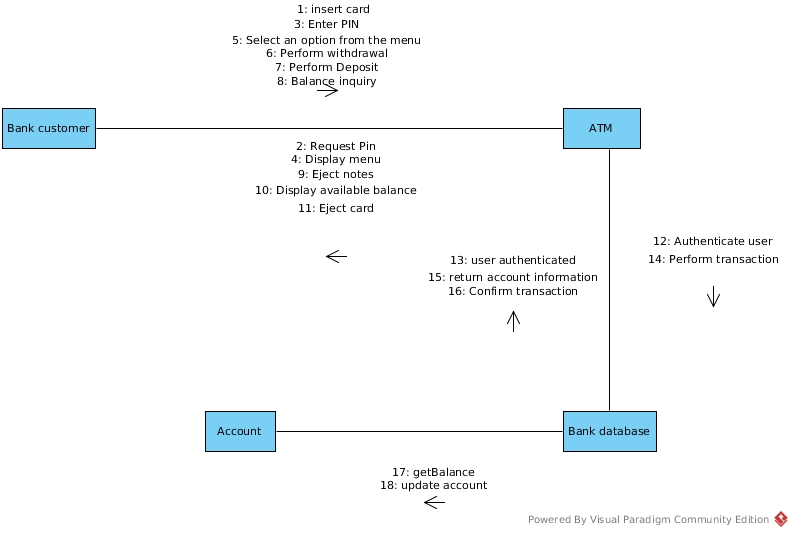 1: insert card
3: Enter PIN
5: Select an option from the menu
6: Perform withdrawal
7: Perform Deposit
8: Balance inquiry
Bank customer
ATM
2: Request Pin
4: Display menu
9: Eject notes
10: Display available balance
11: Eject card
12: Authenticate user
14: Perform transaction
13: user authenticated
15: return account information
16: Confirm transaction
Account
Bank database
17: getBalance
18: update account
Powered By Visual Paradigm Community Edition